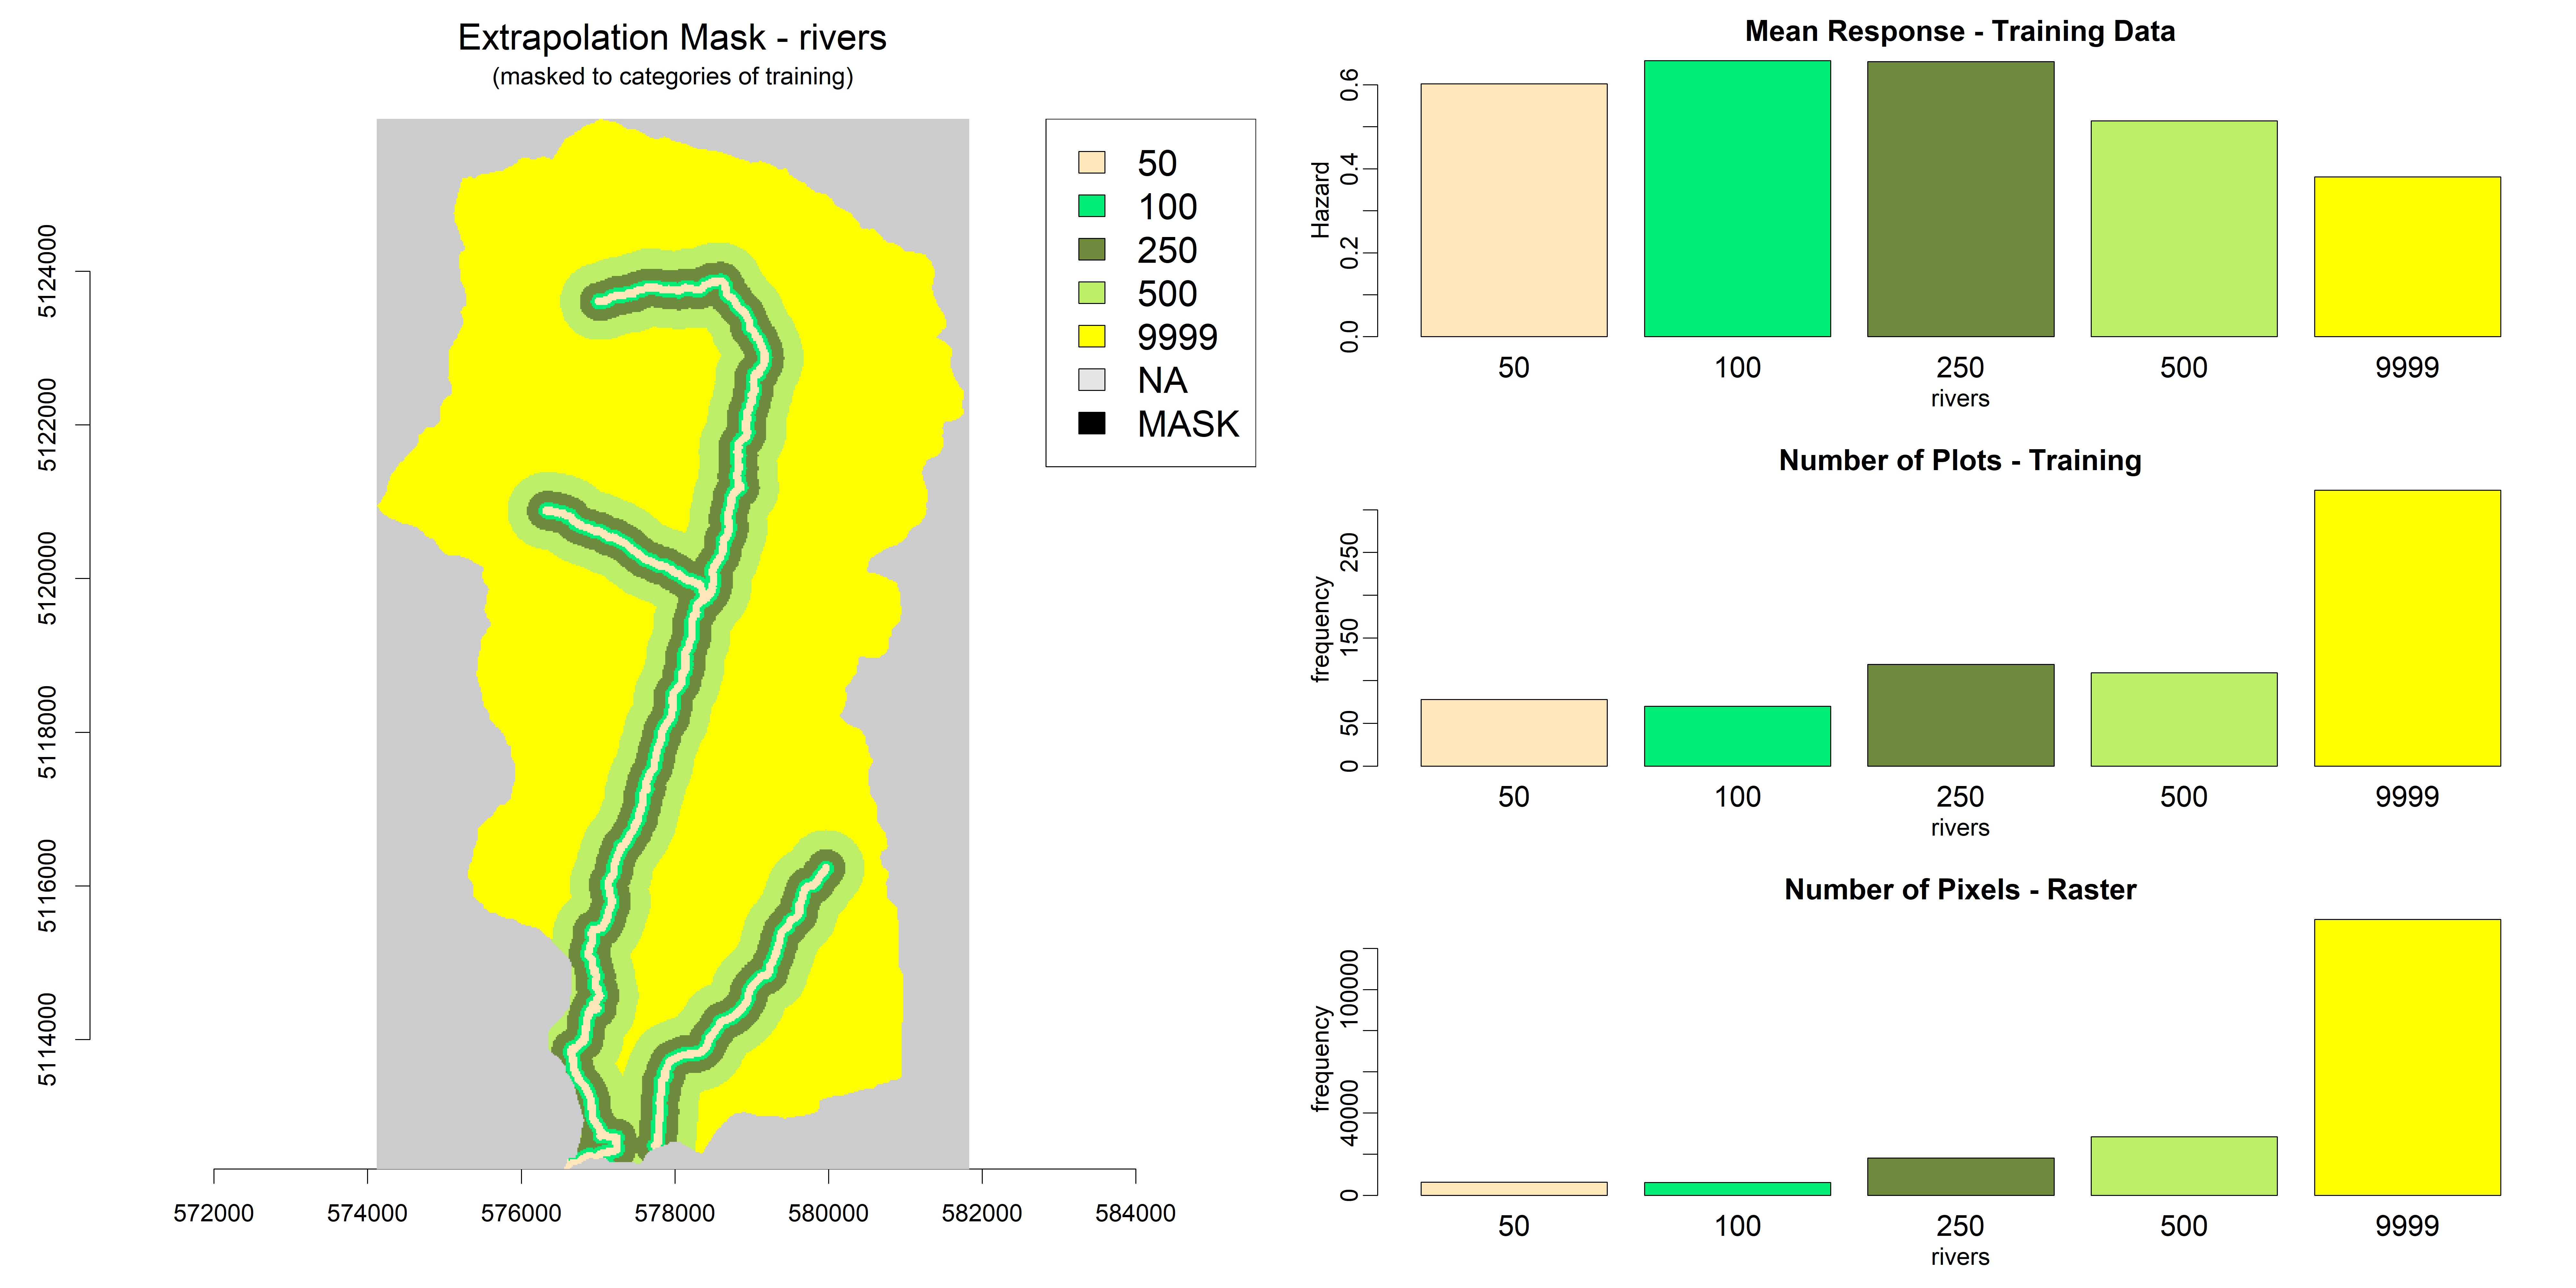 Extrapolation Mask - rivers
(masked to categories of training)
5124000
5122000
5120000
5118000
5116000
5114000
572000 574000 576000 578000 580000 582000 584000
50
100
250
500
9999
NA
MASK
Mean Response - Training Data
Hazard
0.6
0.4
0.2
0.0
50 100 250 500 9999
rivers
Number of Plots - Training
frequency
250
150
50
0
50 100 250 500 9999
rivers
Number of Pixels - Raster
frequency
100000
40000
0
50 100 250 500 9999
rivers